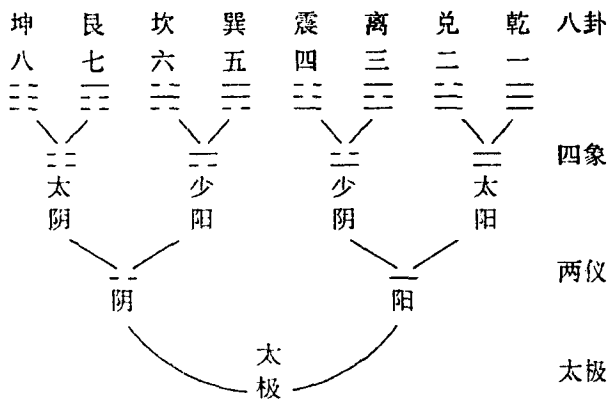 坤 艮 坎 巽 震 离 兑 乾 八卦
八 七 六 五 四 三 二 一
四象
太阴 少阳 少阴 太阳
两仪
阴 阳
太极
太极